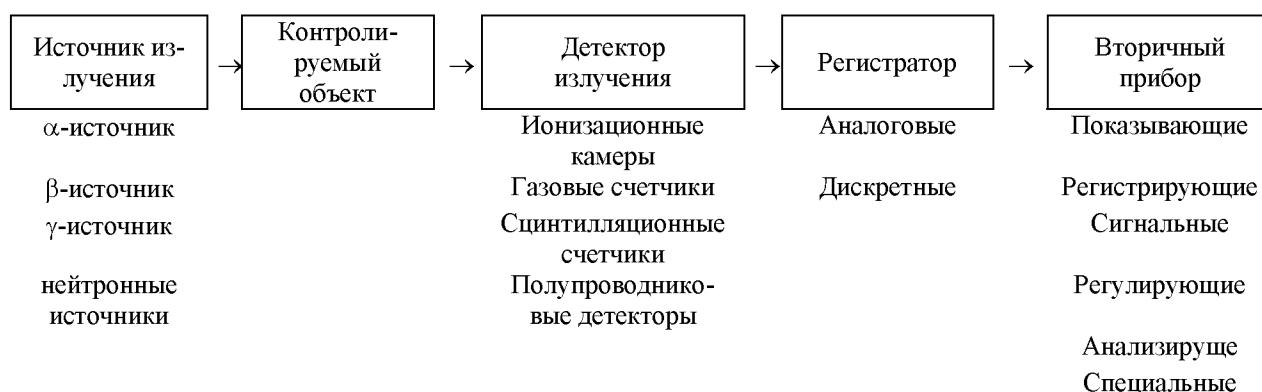 Источник из-
лучения
→
Контроли-
руемый
объект
→
Детектор
излучения
→
Регистратор
→
Вторичный
прибор
α-источник
β-источник
γ-источник
нейтронные
источники
Ионизационные
камеры
Газовые счетчики
Сцинтилляционные
счетчики
Полупроводнико-
вые детекторы
Аналоговые
Дискретные
Показывающие
Регистрирующие
Сигнальные
Регулирующие
Анализируще
Специальные